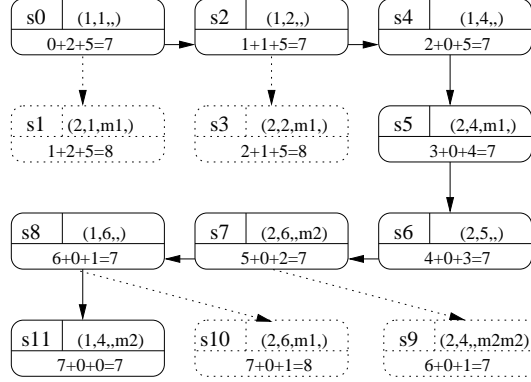 s0 (1,1,,)
0+2+5=7
s2 (1,2,,)
1+1+5=7
s4 (1,4,,)
2+0+5=7
s1 (2,1,m1,)
1+2+5=8
s3 (2,2,m1,)
2+1+5=8
s5 (2,4,m1,)
3+0+4=7
s8 (1,6,,)
6+0+1=7
s7 (2,6,,m2)
5+0+2=7
s6 (2,5,,)
4+0+3=7
s11 (1,4,,m2)
7+0+0=7
s10 (2,6,m1,)
7+0+1=8
s9 (2,4,,m2m2)
6+0+1=7